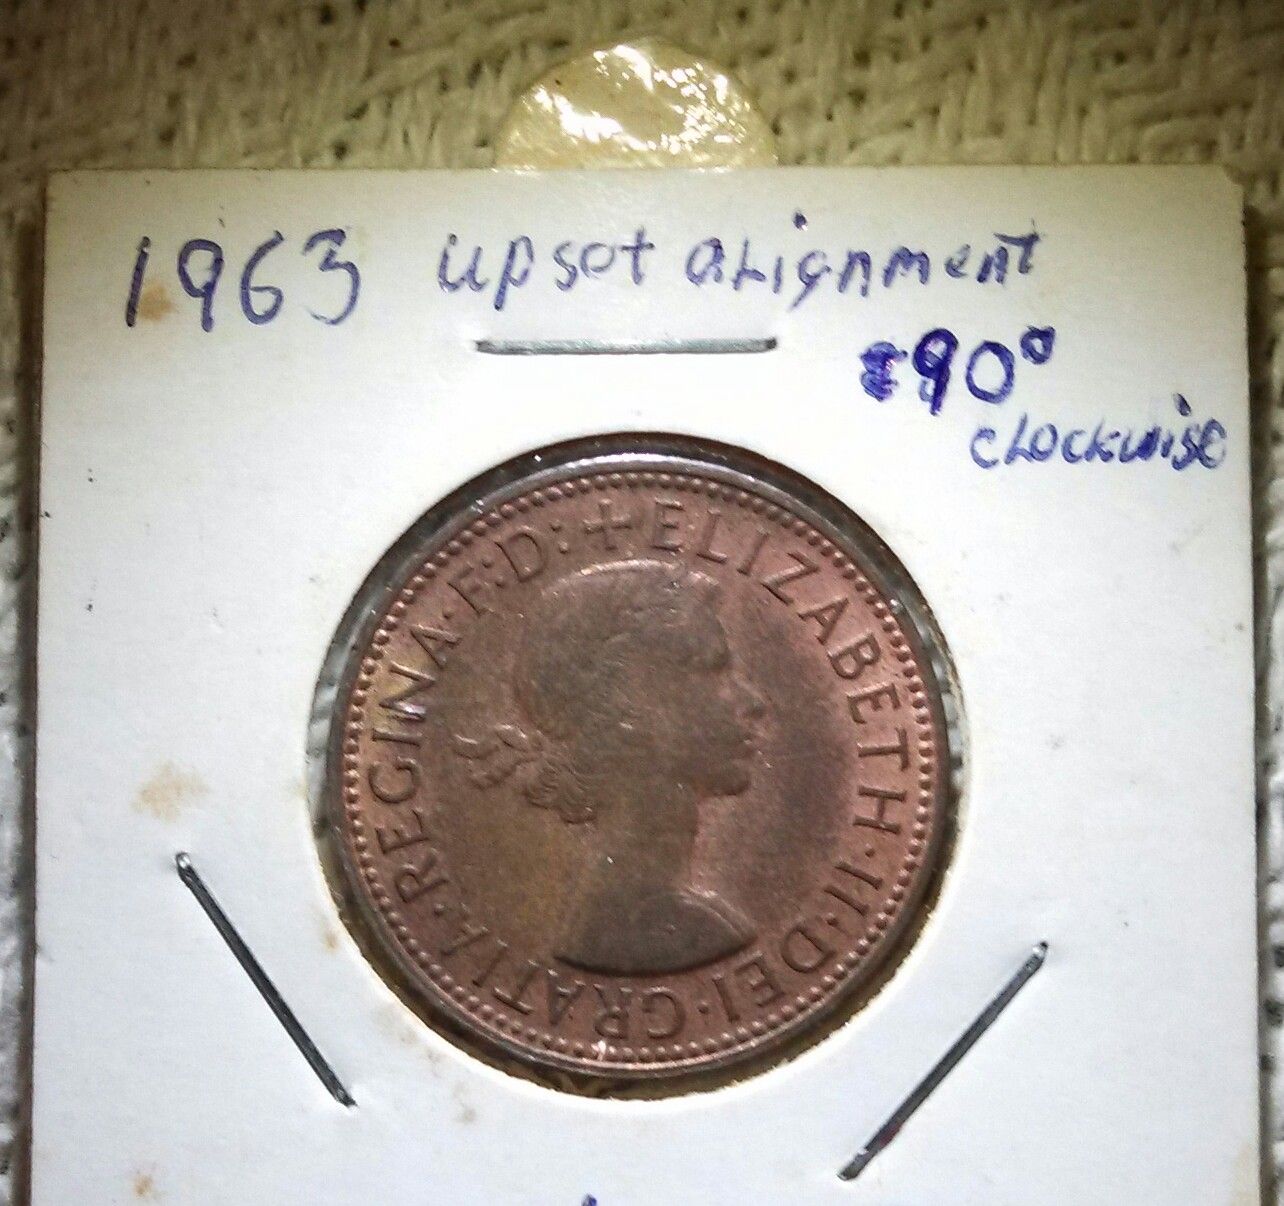 1963 upset alignment
90°
clockwise
+ELIZABETH·II·DEI·GRATIA·REGINA·F:D: